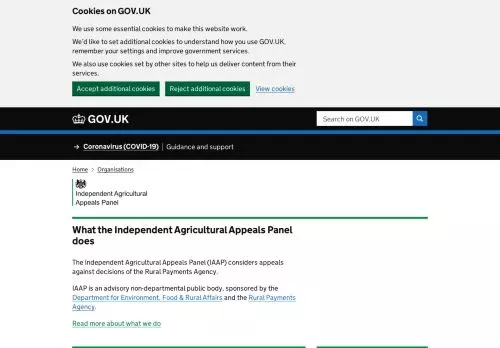 Cookies on GOV.UK
We use some essential cookies to make this website work.
We'd like to set additional cookies to understand how you use GOV.UK,
remember your settings and improve government services.
We also use cookies set by other sites to help us deliver content from their
services.
Accept additional cookies Reject additional cookies View cookies
GOV.UK Search on GOV.UK
→ Coronavirus (COVID-19) | Guidance and support
Home > Organisations
Independent Agricultural
Appeals Panel
What the Independent Agricultural Appeals Panel
does
The Independent Agricultural Appeals Panel (IAAP) considers appeals
against decisions of the Rural Payments Agency.
IAAP is an advisory non-departmental public body, sponsored by the
Department for Environment, Food & Rural Affairs and the Rural Payments
Agency.
Read more about what we do